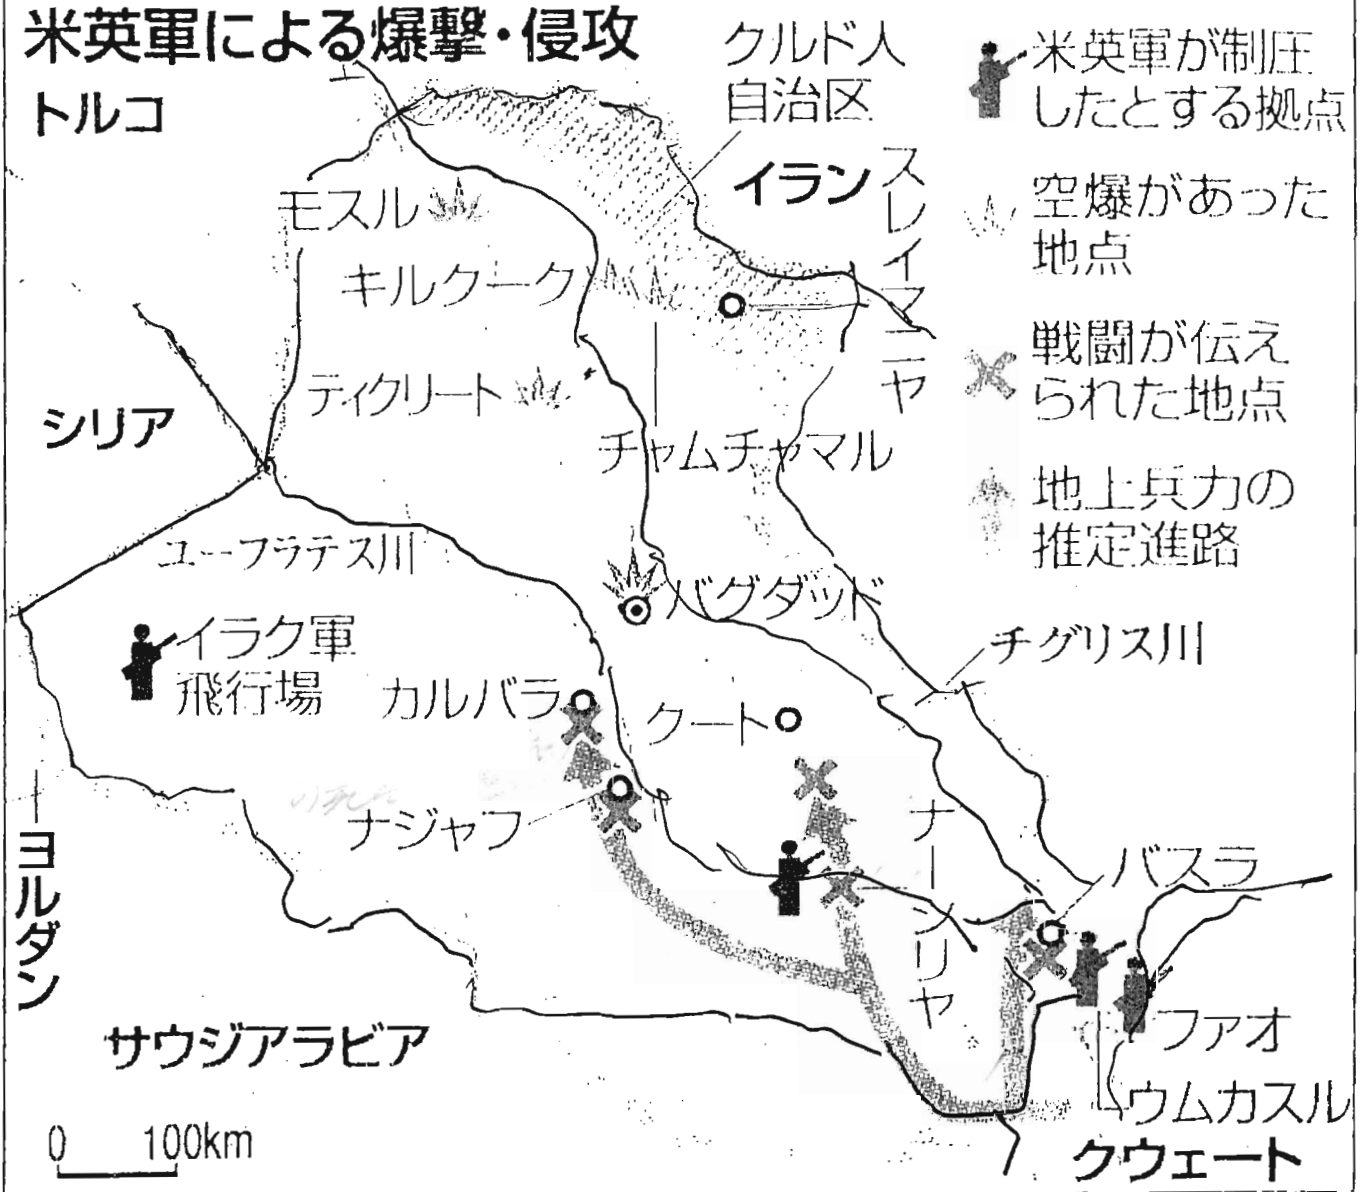 米英軍による爆撃・侵攻
トルコ
クルド人
自治区
イラン
スレイマニヤ
米英軍が制圧
したとする拠点
空爆があった
地点
戦闘が伝え
られた地点
地上兵力の
推定進路
モスル
キルクーク
ティクリート
シリア
チャムチャマル
ユーフラテス川
バグダッド
チグリス川
イラク軍
飛行場
カルバラ
クート
ナジャフ
ナーシリヤ
バスラ
ヨルダン
サウジアラビア
ファオ
ウムカスル
クウェート
0 100km